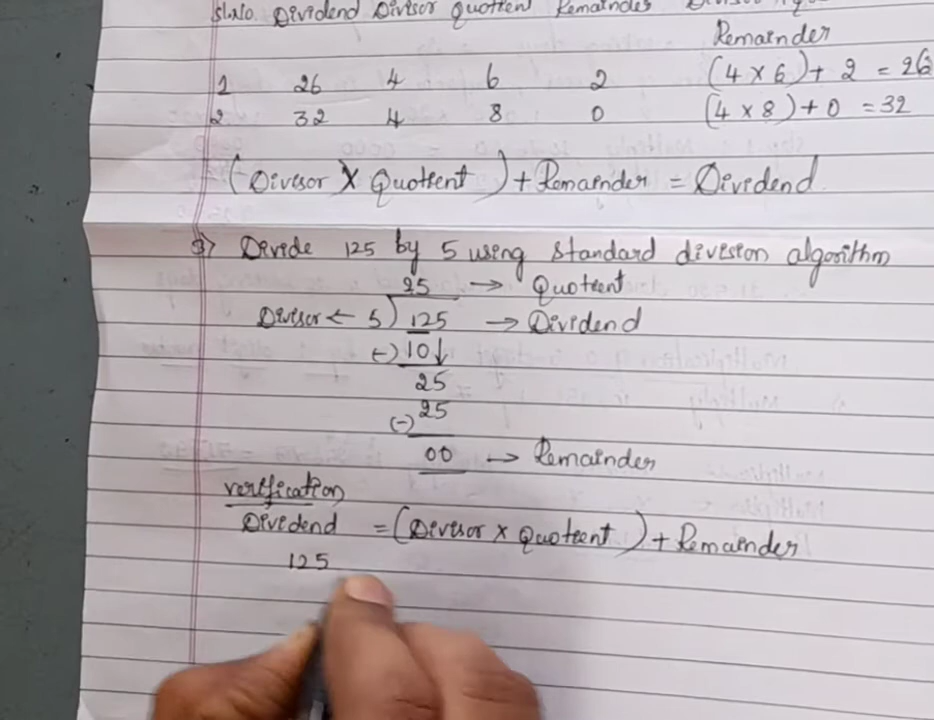 Sl.No. Dividend Divisor Quotient Remainder
Remainder
1 26 4 6 2 (4 × 6) + 2 = 26
2 32 4 8 0 (4 × 8) + 0 = 32
(Divisor × Quotient) + Remainder = Dividend
Divide 125 by 5 using standard division algorithm
25 → Quotient
Divisor ← 5) 125 → Dividend
(-) 10↓
25
(-) 25
00 → Remainder
verification
Dividend = (Divisor × Quotient) + Remainder
125